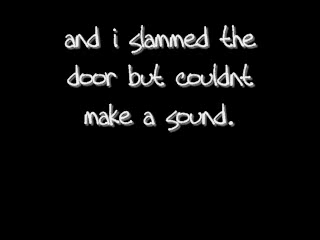 and i slammed the
door but couldnt
make a sound.